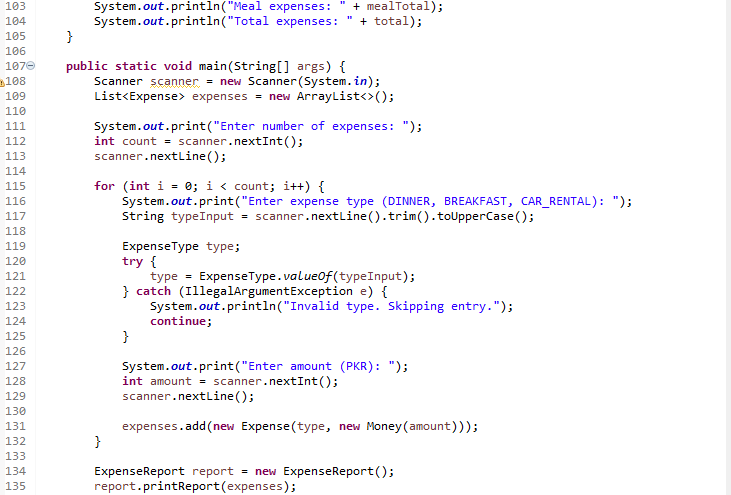 103 System.out.println("Meal expenses: " + mealTotal);
104 System.out.println("Total expenses: " + total);
105 }
106
107 public static void main(String[] args) {
108 Scanner scanner = new Scanner(System.in);
109 List<Expense> expenses = new ArrayList<>();
110
111 System.out.print("Enter number of expenses: ");
112 int count = scanner.nextInt();
113 scanner.nextLine();
114
115 for (int i = 0; i < count; i++) {
116 System.out.print("Enter expense type (DINNER, BREAKFAST, CAR_RENTAL): ");
117 String typeInput = scanner.nextLine().trim().toUpperCase();
118
119 ExpenseType type;
120 try {
121 type = ExpenseType.valueOf(typeInput);
122 } catch (IllegalArgumentException e) {
123 System.out.println("Invalid type. Skipping entry.");
124 continue;
125 }
126
127 System.out.print("Enter amount (PKR): ");
128 int amount = scanner.nextInt();
129 scanner.nextLine();
130
131 expenses.add(new Expense(type, new Money(amount)));
132 }
133
134 ExpenseReport report = new ExpenseReport();
135 report.printReport(expenses);